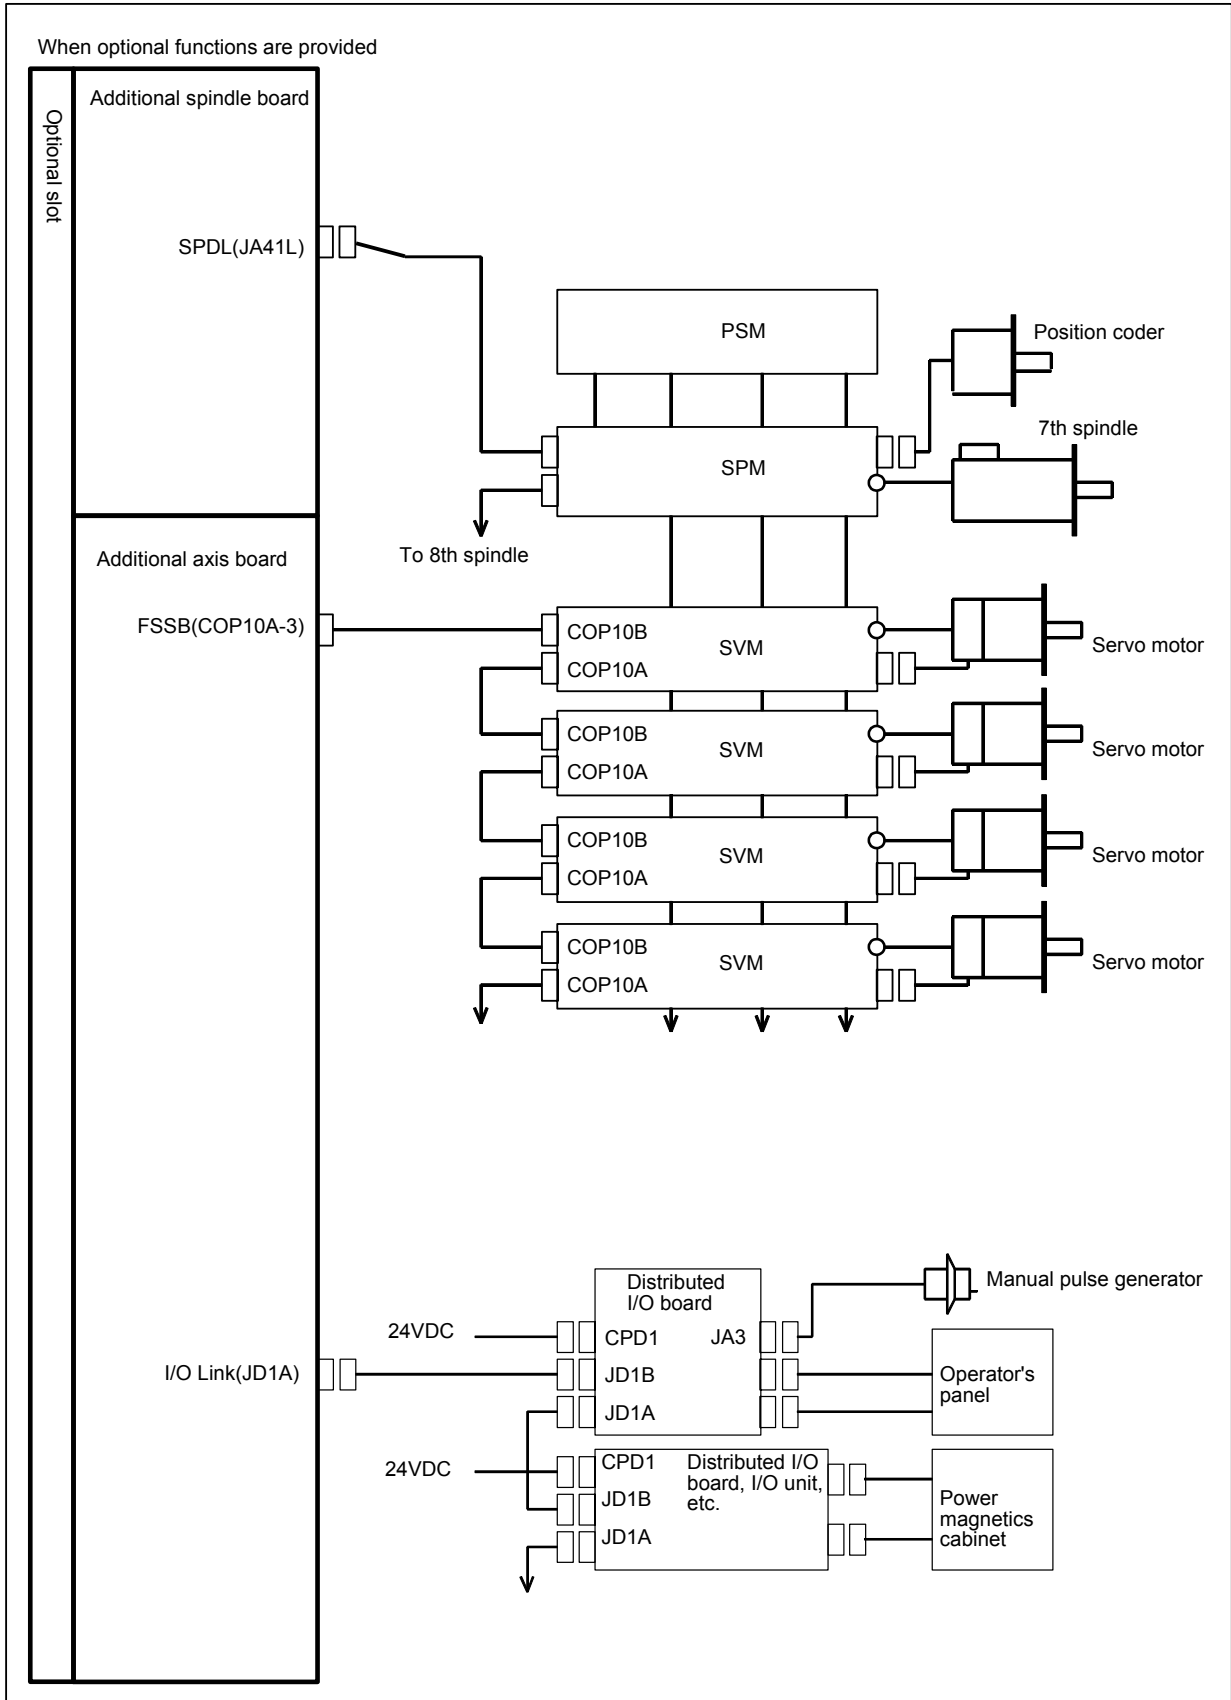 When optional functions are provided
Optional slot
Additional spindle board
SPDL(JA41L)
PSM
Position coder
SPM
7th spindle
To 8th spindle
Additional axis board
FSSB(COP10A-3)
COP10B
SVM
COP10A
Servo motor
COP10B
SVM
COP10A
Servo motor
COP10B
SVM
COP10A
Servo motor
COP10B
SVM
COP10A
Servo motor
Distributed
I/O board
Manual pulse generator
24VDC
CPD1
JA3
I/O Link(JD1A)
JD1B
JD1A
Operator's
panel
24VDC
CPD1
JD1B
JD1A
Distributed I/O
board, I/O unit,
etc.
Power
magnetics
cabinet